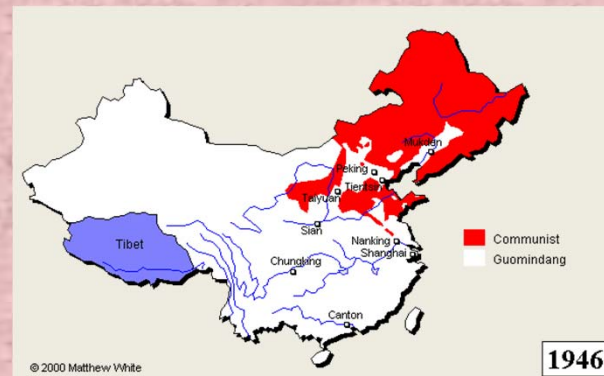 Mukden
Peking
Tientsin
Taiyuan
Sian
Nanking
Shanghai
Tibet
Chungking
Canton
Communist
Guomindang
© 2000 Matthew White
1946